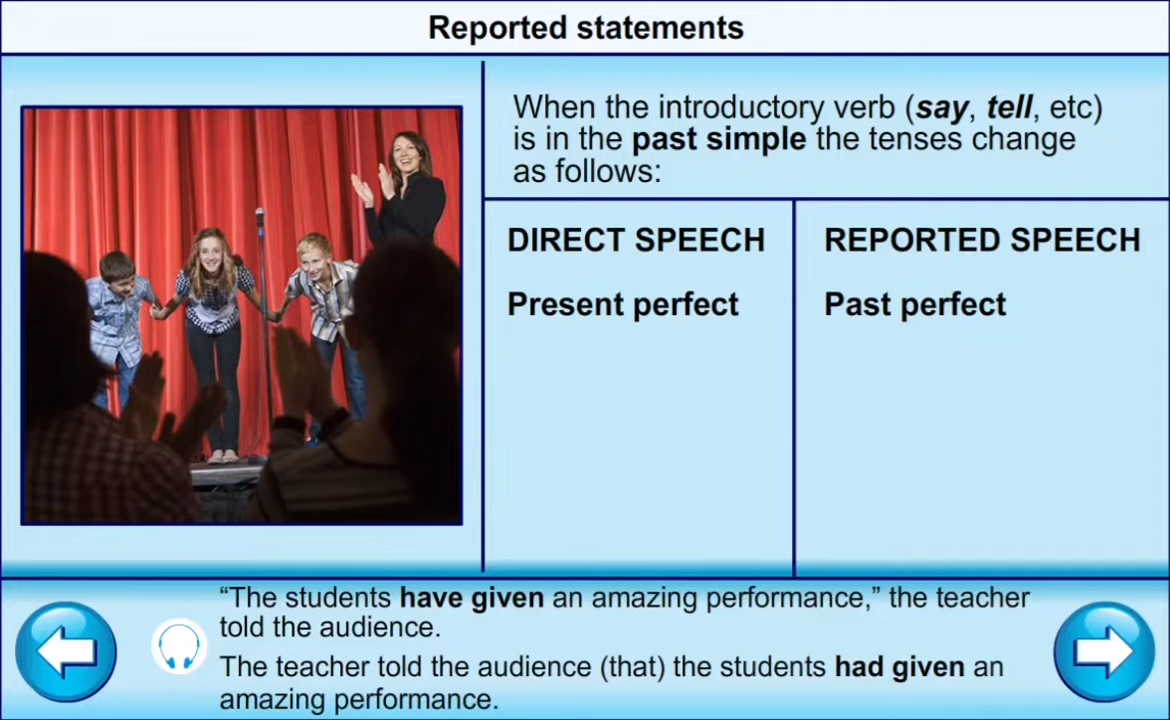 Reported statements
When the introductory verb (say, tell, etc)
is in the past simple the tenses change
as follows:
DIRECT SPEECH
Present perfect
REPORTED SPEECH
Past perfect
“The students have given an amazing performance,” the teacher
told the audience.
The teacher told the audience (that) the students had given an
amazing performance.